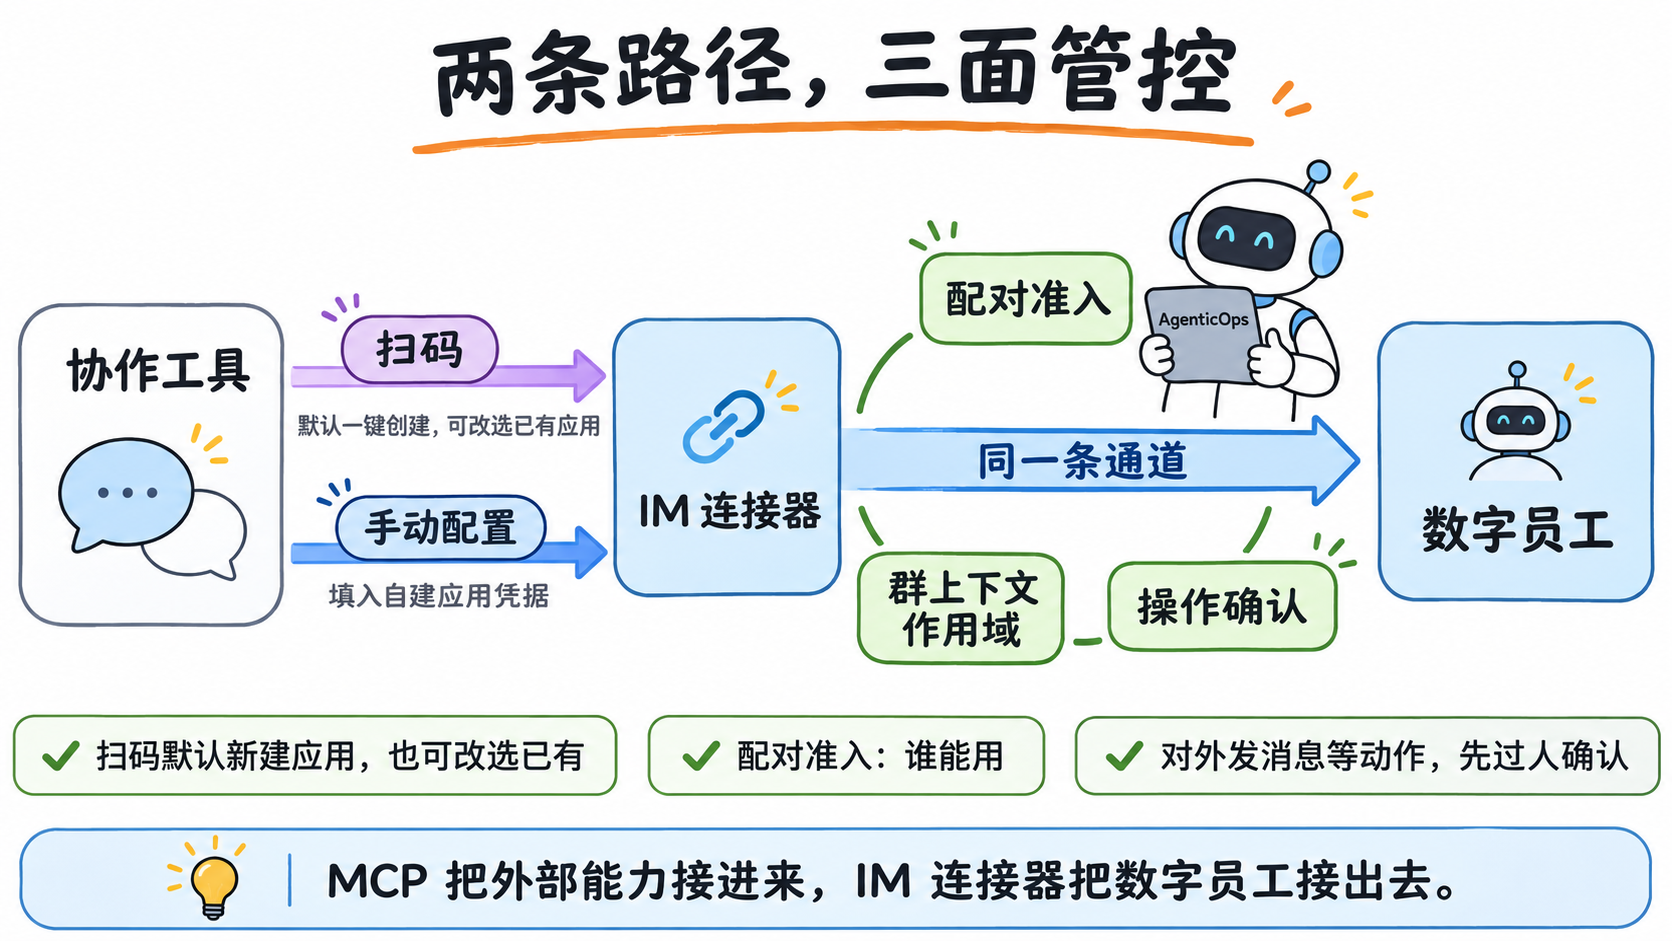 两条路径，三面管控
协作工具
扫码
默认一键创建，可改选已有应用
手动配置
填入自建应用凭据
IM 连接器
配对准入
AgenticOps
同一条通道
群上下文
作用域
操作确认
数字员工
扫码默认新建应用，也可改选已有
配对准入：谁能用
对外发消息等动作，先过人确认
MCP 把外部能力接进来，IM 连接器把数字员工接出去。